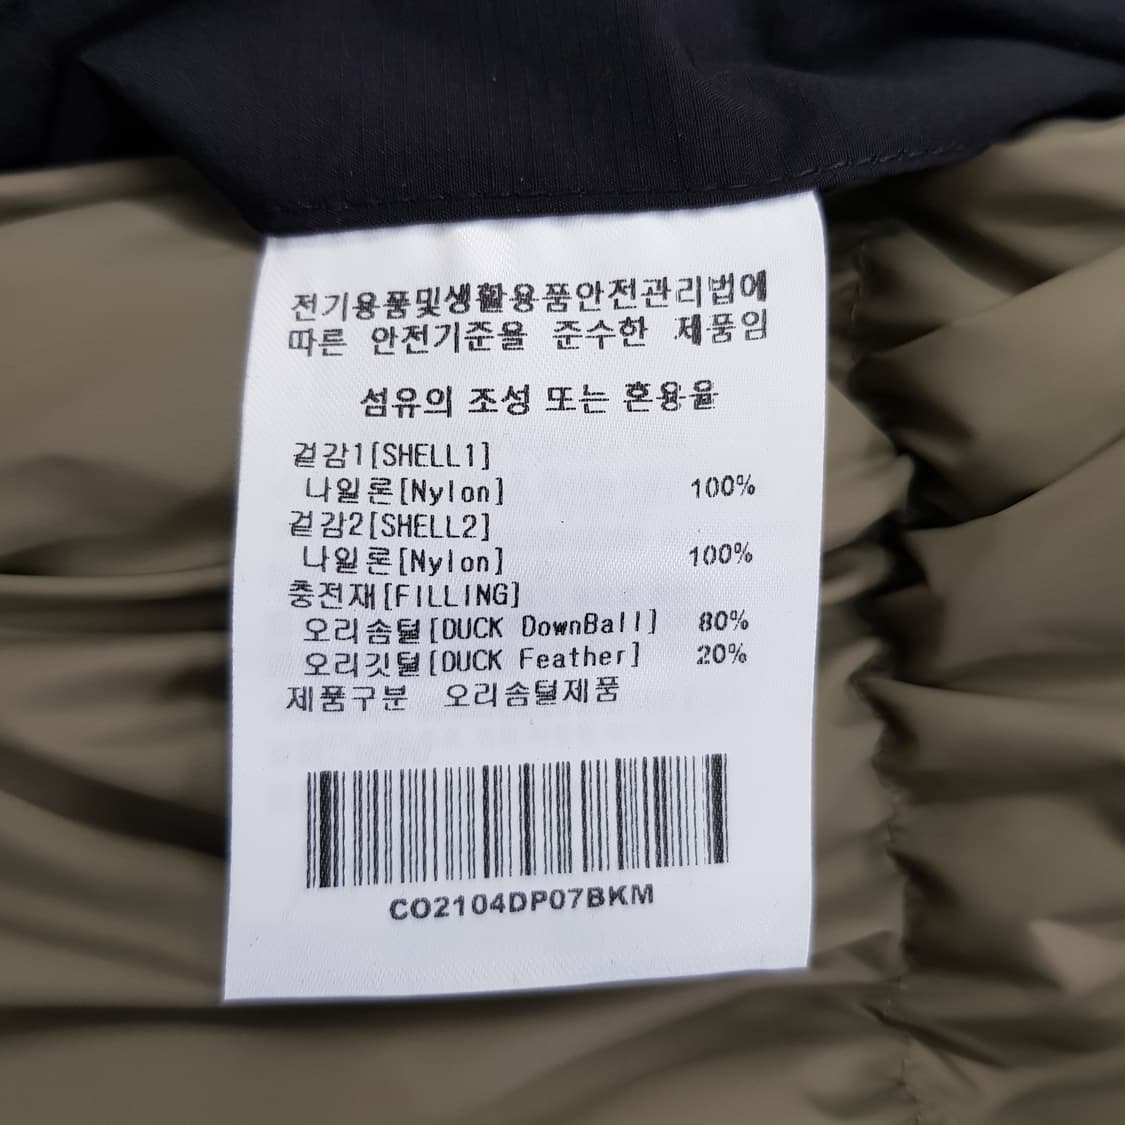 전기용품및생활용품안전관리법에
따른 안전기준을 준수한 제품임
섬유의 조성 또는 혼용율
겉감1[SHELL1]
나일론[Nylon] 100%
겉감2[SHELL2]
나일론[Nylon] 100%
충전재[FILLING]
오리솜털[DUCK DownBall] 80%
오리깃털[DUCK Feather] 20%
제품구분 오리솜털제품
CO2104DP07BKM